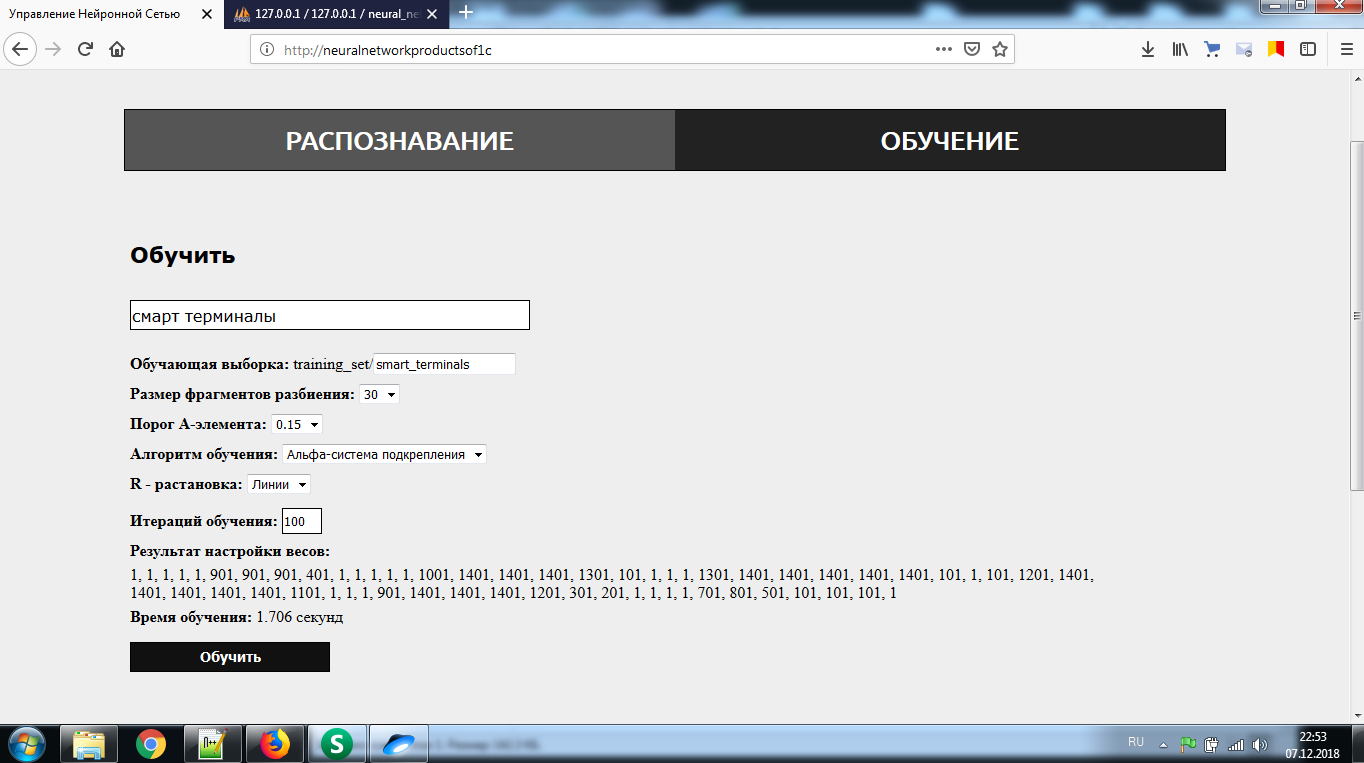 Управление Нейронной Сетью
127.0.0.1 / 127.0.0.1 / neural_ne
http://neuralnetworkproductsof1c
РАСПОЗНАВАНИЕ
ОБУЧЕНИЕ
Обучить
смарт терминалы
Обучающая выборка: training_set/smart_terminals
Размер фрагментов разбиения: 30
Порог А-элемента: 0.15
Алгоритм обучения: Альфа-система подкрепления
R - растановка: Линии
Итераций обучения: 100
Результат настройки весов:
1, 1, 1, 1, 1, 901, 901, 901, 401, 1, 1, 1, 1, 1, 1001, 1401, 1401, 1401, 1301, 101, 1, 1, 1, 1301, 1401, 1401, 1401, 1401, 1401, 101, 1, 101, 1201, 1401,
1401, 1401, 1401, 1401, 1101, 1, 1, 1, 901, 1401, 1401, 1401, 1201, 301, 201, 1, 1, 1, 1, 701, 801, 501, 101, 101, 101, 1
Время обучения: 1.706 секунд
Обучить
RU
22:53
07.12.2018